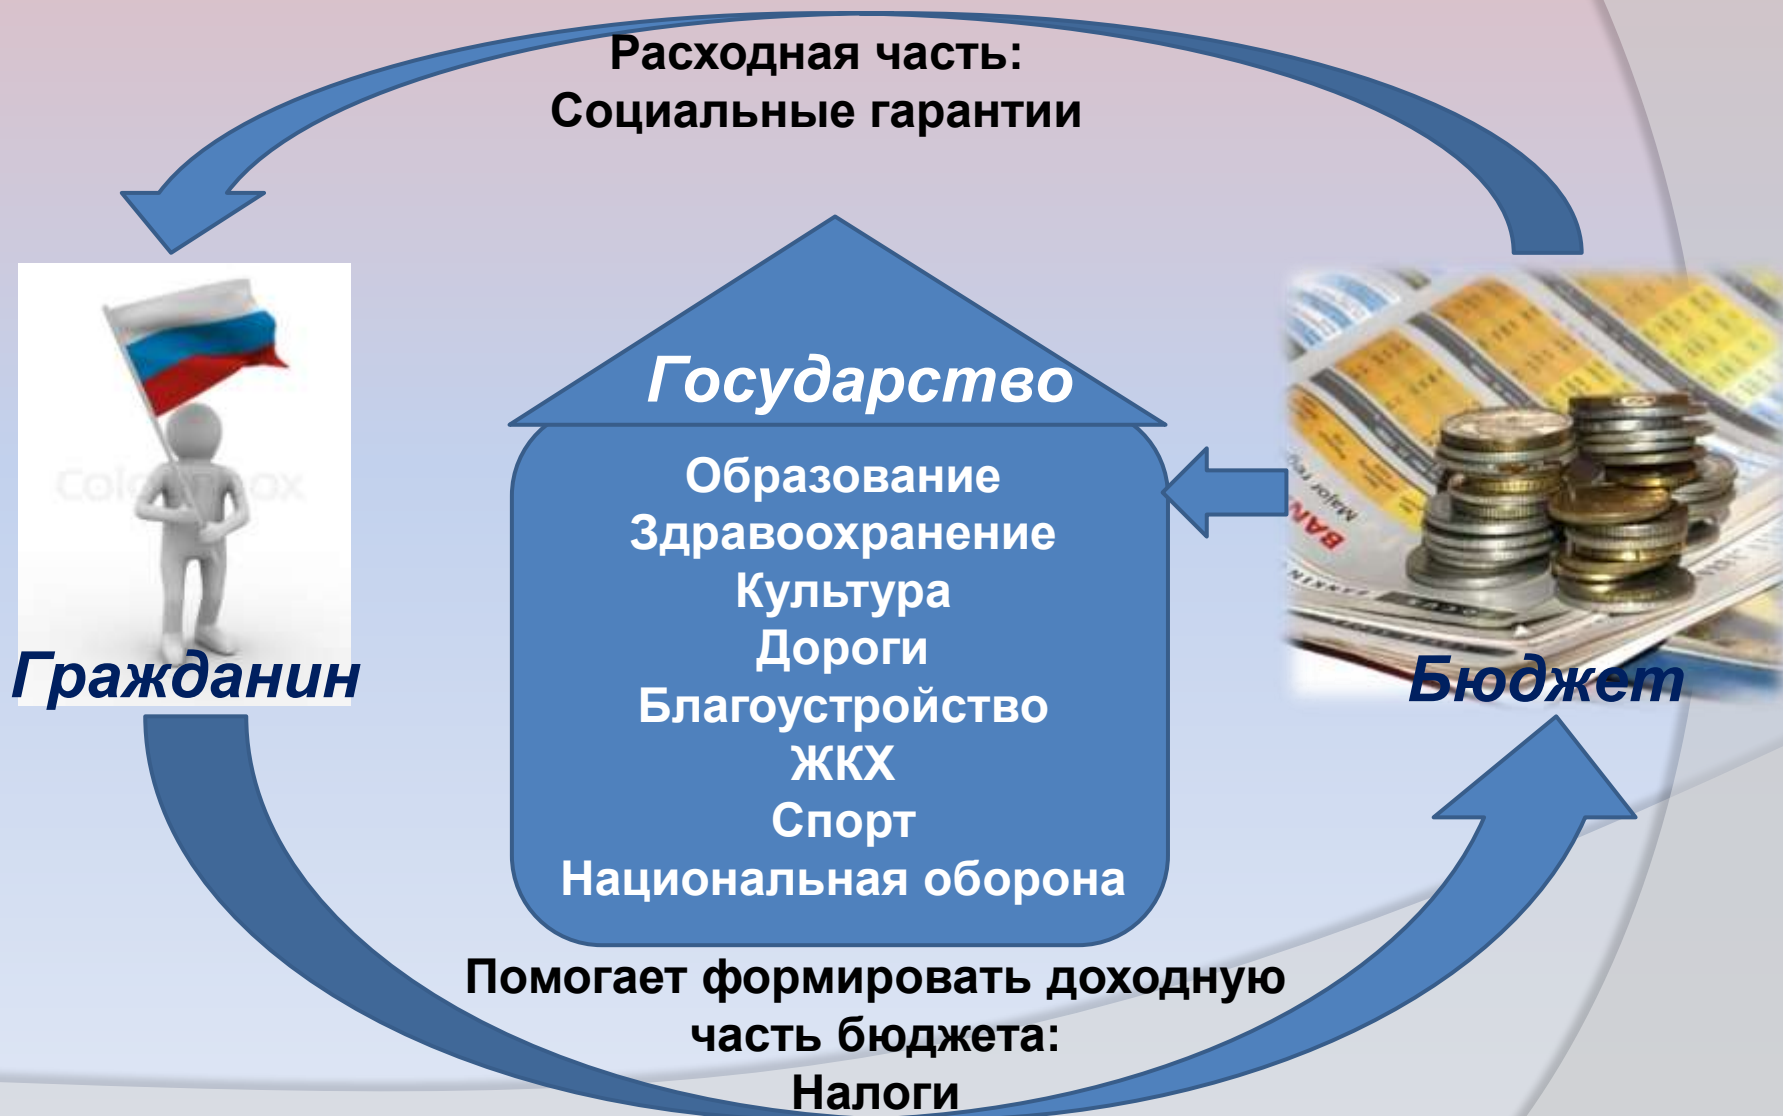 Расходная часть:
Социальные гарантии
Государство
Образование
Здравоохранение
Культура
Дороги
Благоустройство
ЖКХ
Спорт
Национальная оборона
Гражданин
Бюджет
Помогает формировать доходную
часть бюджета:
Налоги